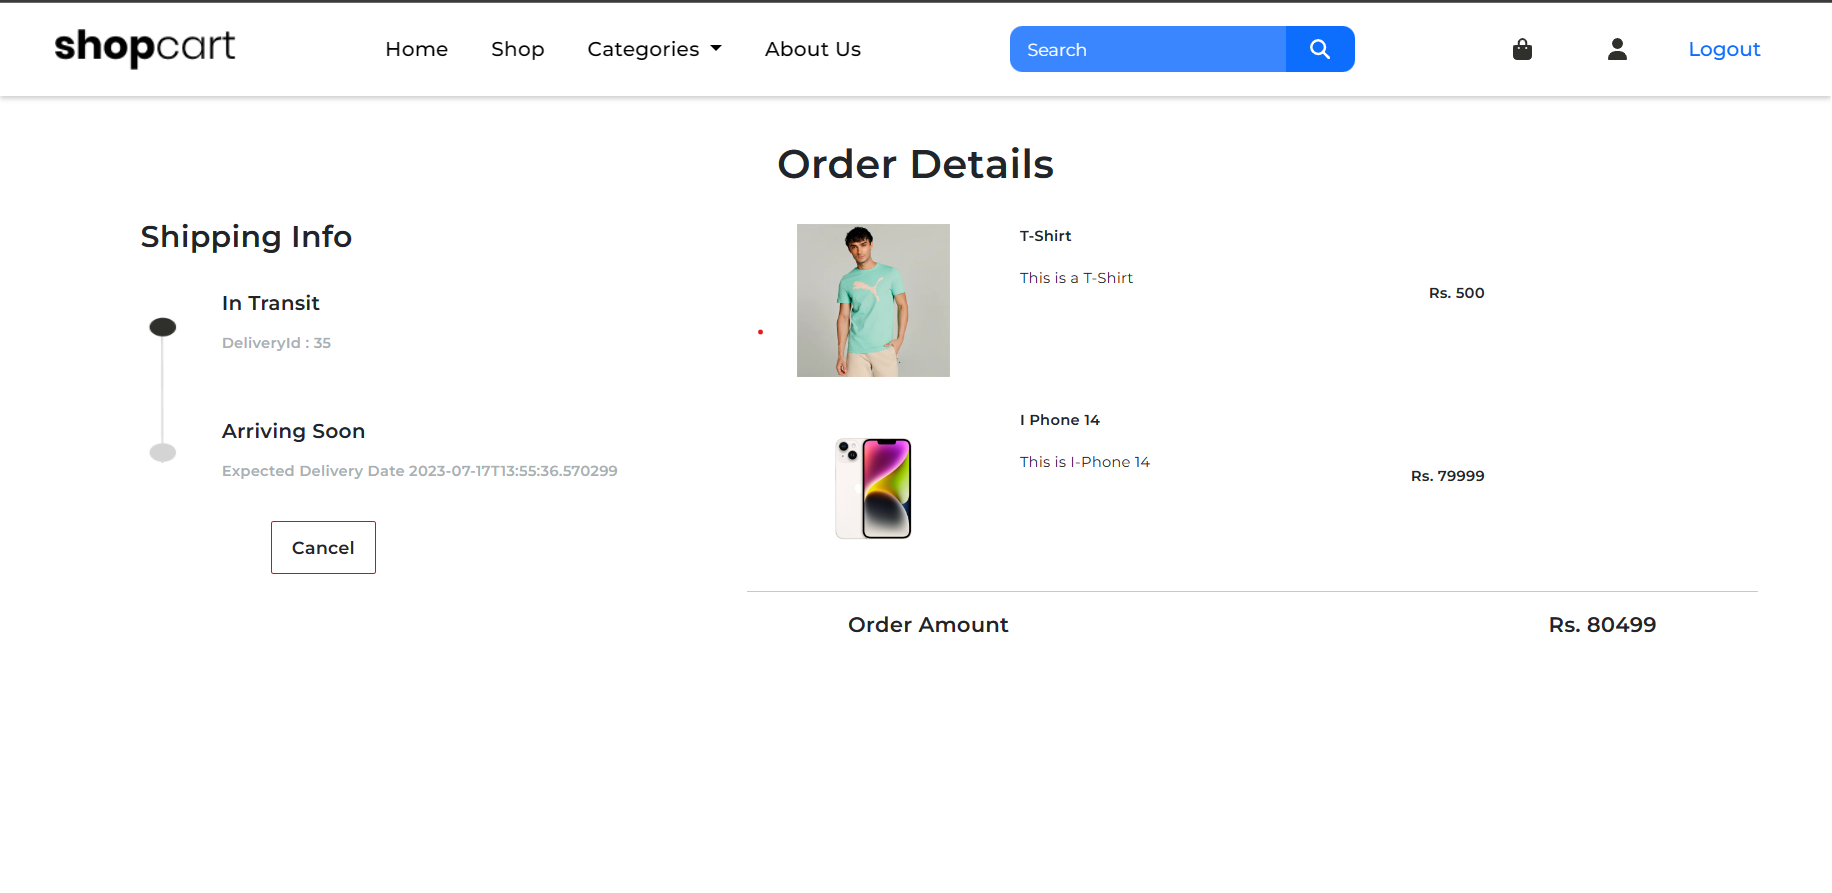 shopcart
Home
Shop
Categories
About Us
Search
Logout
Order Details
Shipping Info
In Transit
DeliveryId : 35
Arriving Soon
Expected Delivery Date 2023-07-17T13:55:36.570299
Cancel
T-Shirt
This is a T-Shirt
Rs. 500
I Phone 14
This is I-Phone 14
Rs. 79999
Order Amount
Rs. 80499